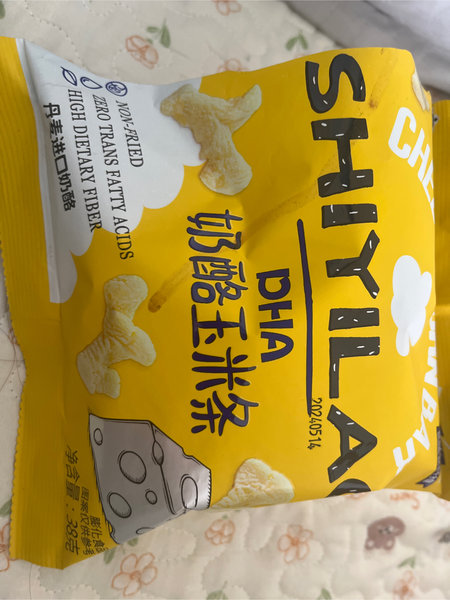 NON-FRIED
ZERO TRANS FATTY ACIDS
HIGH DIETARY FIBER
丹麦进口奶酪
SHIYILA
DHA
奶酪玉米条
20240514
净含量：38克